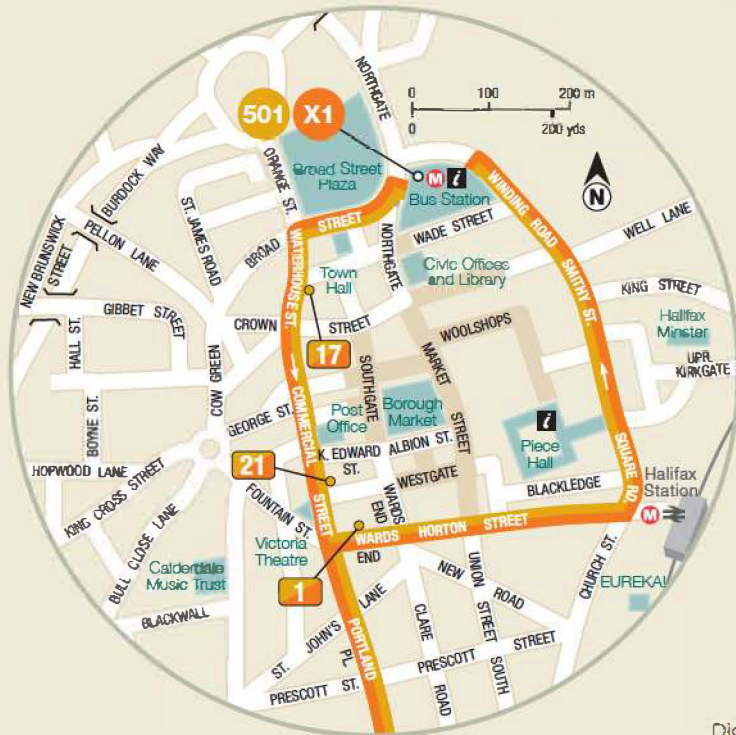 NORTHGATE
0 100 200 m
200 yds
501
X1
ORANGE ST.
Broad Street
Plaza
M i
Bus Station
N
BURDOCK WAY
ST. JAMES ROAD
NEW BRUNSWICK
STREET
PELLON LANE
BROAD
STREET
NORTHGATE
WADE STREET
WINDING ROAD
SMITHY ST.
WELL LANE
WATERHOUSE ST.
Town
Hall
Civic Offices
and Library
KING STREET
GIBBET STREET
HALL ST.
CROWN
STREET
WOOLSHOPS
Halifax
Minster
UPR.
KIRKGATE
17
COW GREEN
BOYNE ST.
SOUTHGATE
MARKET
STREET
COMMERCIAL
STREET
GEORGE ST.
Post
Office
Borough
Market
i
Piece
Hall
K. EDWARD
ST.
ALBION ST.
HOPWOOD LANE
21
WESTGATE
BLACKLEDGE
SQUARE RD.
Halifax
Station
M
KING CROSS STREET
FOUNTAIN ST.
WARDS
END
BULL CLOSE LANE
Victoria
Theatre
WARDS
END
HORTON STREET
CHURCH ST.
Calderdale
Music Trust
1
NEW ROAD
UNION
STREET
SOUTH
EUREKA!
BLACKWALL
ST. JOHN'S LANE
PORTLAND
PL.
CLARE
ROAD
PRESCOTT STREET
PRESCOTT ST.